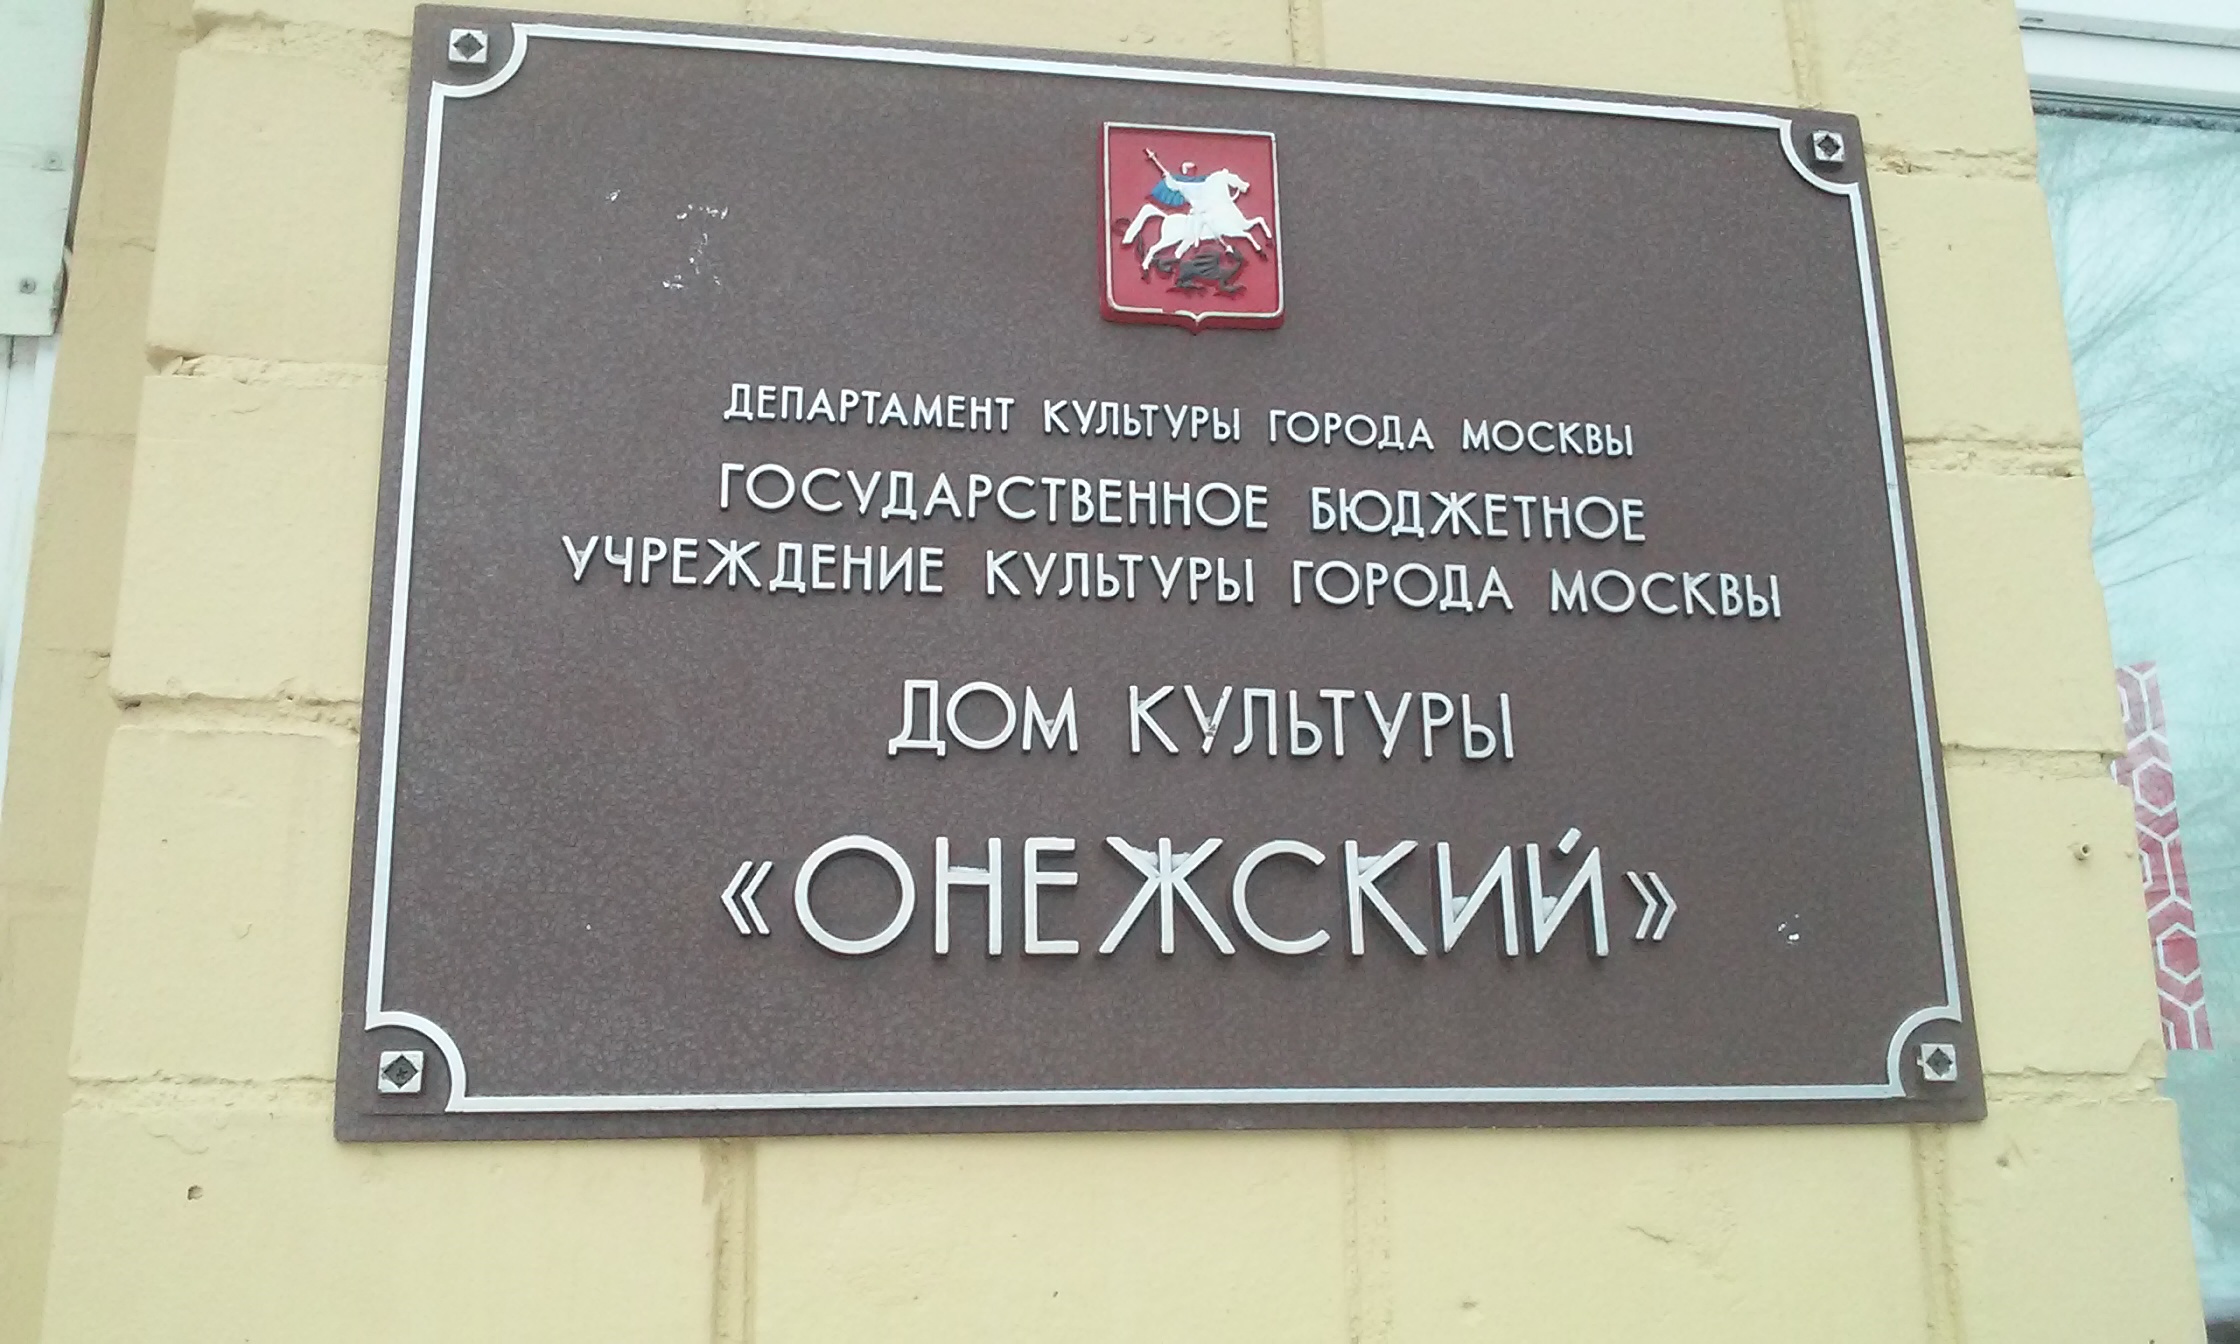 ДЕПАРТАМЕНТ КУЛЬТУРЫ ГОРОДА МОСКВЫ
ГОСУДАРСТВЕННОЕ БЮДЖЕТНОЕ
УЧРЕЖДЕНИЕ КУЛЬТУРЫ ГОРОДА МОСКВЫ
ДОМ КУЛЬТУРЫ
«ОНЕЖСКИЙ»